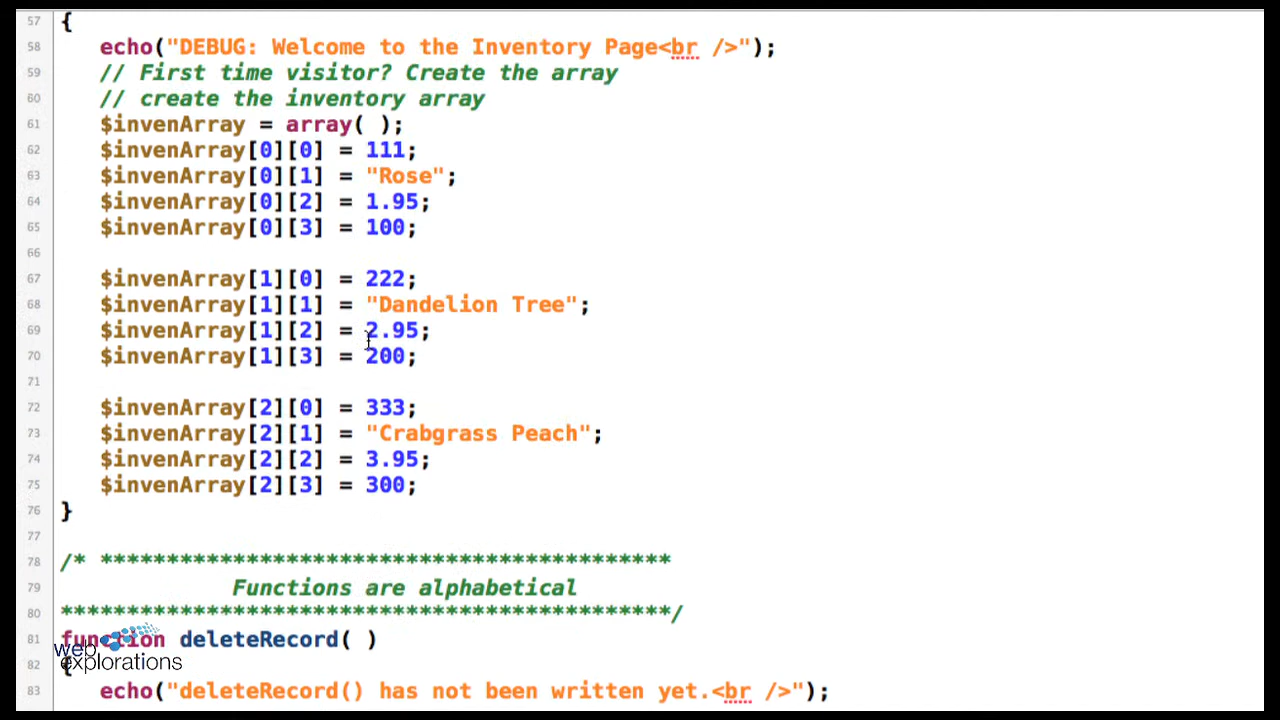 57 {
58 echo("DEBUG: Welcome to the Inventory Page<br />");
59 // First time visitor? Create the array
60 // create the inventory array
61 $invenArray = array( );
62 $invenArray[0][0] = 111;
63 $invenArray[0][1] = "Rose";
64 $invenArray[0][2] = 1.95;
65 $invenArray[0][3] = 100;
66
67 $invenArray[1][0] = 222;
68 $invenArray[1][1] = "Dandelion Tree";
69 $invenArray[1][2] = 2.95;
70 $invenArray[1][3] = 200;
71
72 $invenArray[2][0] = 333;
73 $invenArray[2][1] = "Crabgrass Peach";
74 $invenArray[2][2] = 3.95;
75 $invenArray[2][3] = 300;
76 }
77
78 /* *******************************************
79 Functions are alphabetical
80 **********************************************/
81 function deleteRecord( )
82 {
83 echo("deleteRecord() has not been written yet.<br />");
web
explorations